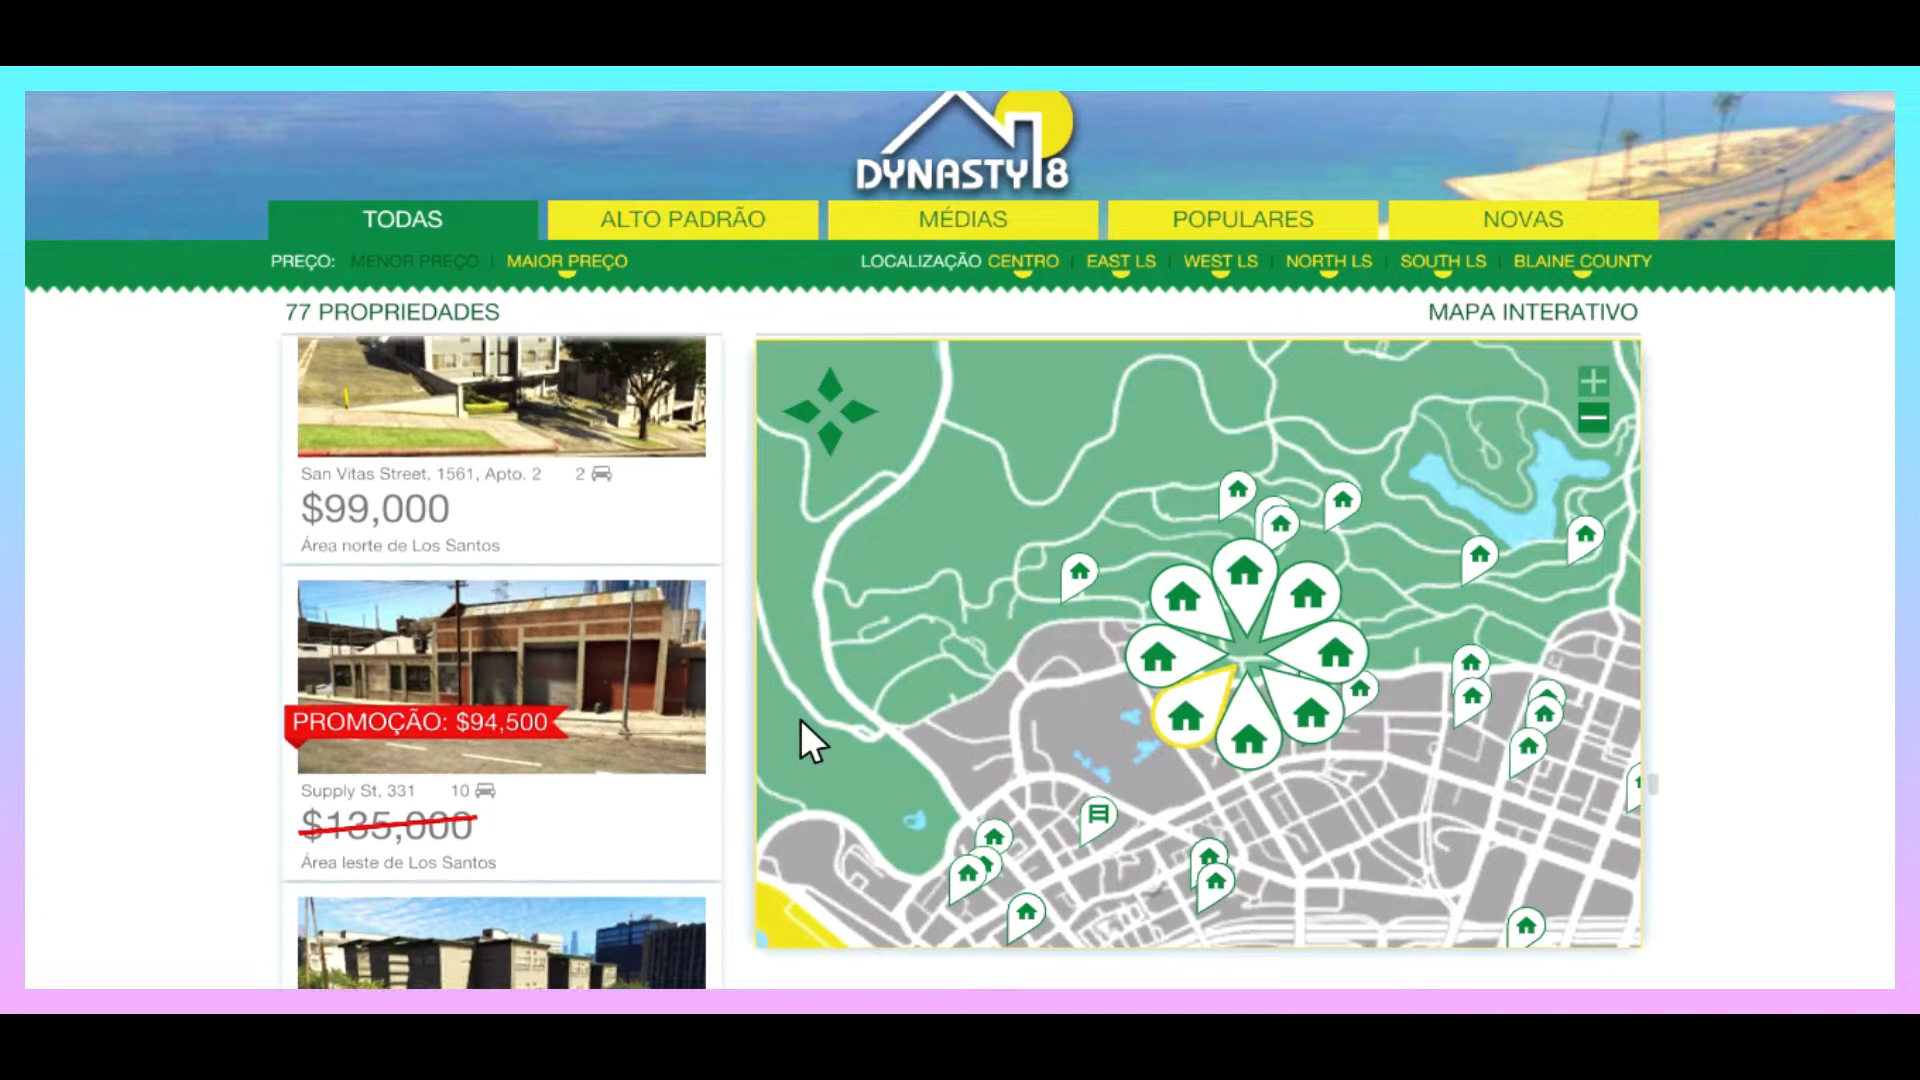 DYNASTY 8
TODAS
ALTO PADRÃO
MÉDIAS
POPULARES
NOVAS
PREÇO: MENOR PREÇO | MAIOR PREÇO
LOCALIZAÇÃO CENTRO | EAST LS | WEST LS | NORTH LS | SOUTH LS | BLAINE COUNTY
77 PROPRIEDADES
MAPA INTERATIVO
San Vitas Street, 1561, Apto. 2 2
$99,000
Área norte de Los Santos
PROMOÇÃO: $94,500
Supply St, 331 10
$135,000
Área leste de Los Santos